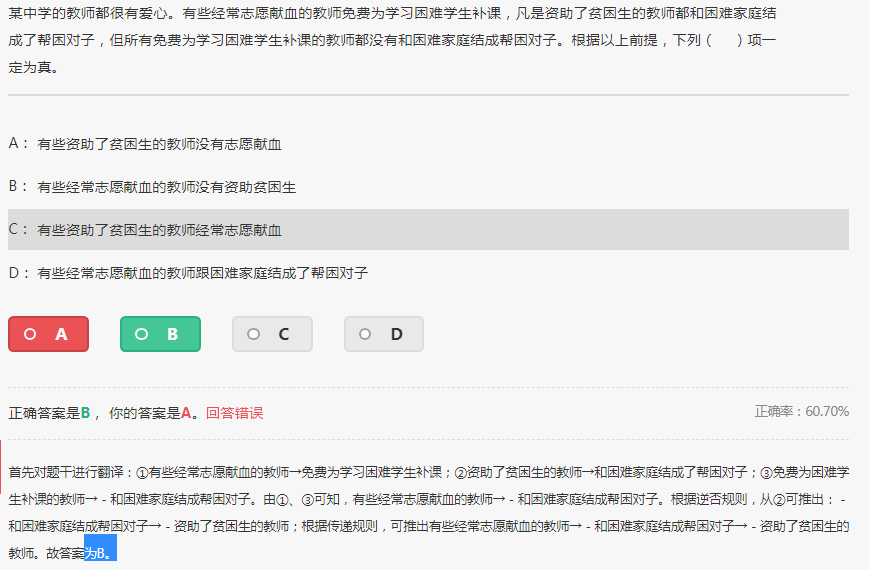 某中学的教师都很有爱心。有些经常志愿献血的教师免费为学习困难学生补课，凡是资助了贫困生的教师都和困难家庭结
成了帮困对子，但所有免费为学习困难学生补课的教师都没有和困难家庭结成帮困对子。根据以上前提，下列（　　）项一
定为真。
A： 有些资助了贫困生的教师没有志愿献血
B： 有些经常志愿献血的教师没有资助贫困生
C： 有些资助了贫困生的教师经常志愿献血
D： 有些经常志愿献血的教师跟困难家庭结成了帮困对子
A B C D
正确答案是B， 你的答案是A。回答错误 正确率：60.70%
首先对题干进行翻译：①有些经常志愿献血的教师→免费为学习困难学生补课；②资助了贫困生的教师→和困难家庭结成了帮困对子；③免费为困难学
生补课的教师→－和困难家庭结成帮困对子。由①、③可知，有些经常志愿献血的教师→－和困难家庭结成帮困对子。根据逆否规则，从②可推出：－
和困难家庭结成帮困对子→－资助了贫困生的教师；根据传递规则，可推出有些经常志愿献血的教师→－和困难家庭结成帮困对子→－资助了贫困生的
教师。故答案为B。